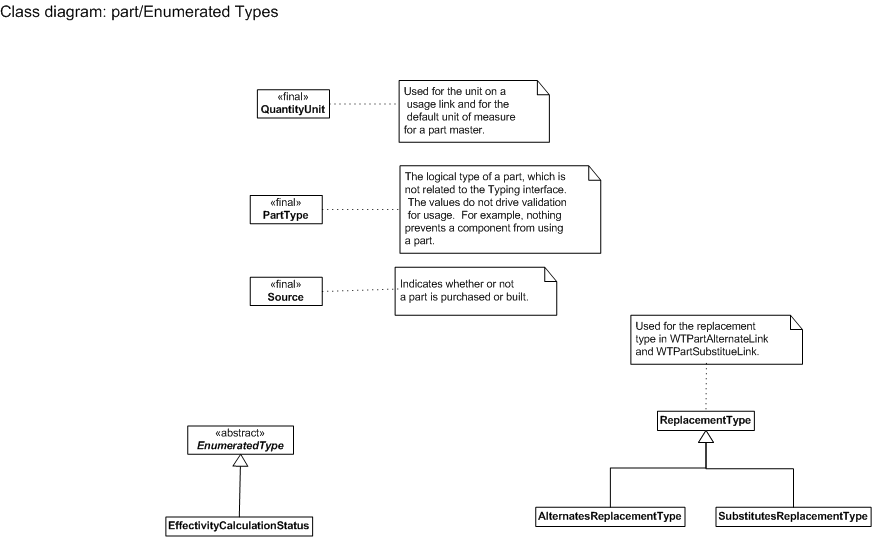 Class diagram: part/Enumerated Types
«final»
QuantityUnit
Used for the unit on a
usage link and for the
default unit of measure
for a part master.
«final»
PartType
The logical type of a part, which is
not related to the Typing interface.
The values do not drive validation
for usage. For example, nothing
prevents a component from using
a part.
«final»
Source
Indicates whether or not
a part is purchased or built.
Used for the replacement
type in WTPartAlternateLink
and WTPartSubstitueLink.
ReplacementType
«abstract»
EnumeratedType
AlternatesReplacementType
SubstitutesReplacementType
EffectivityCalculationStatus